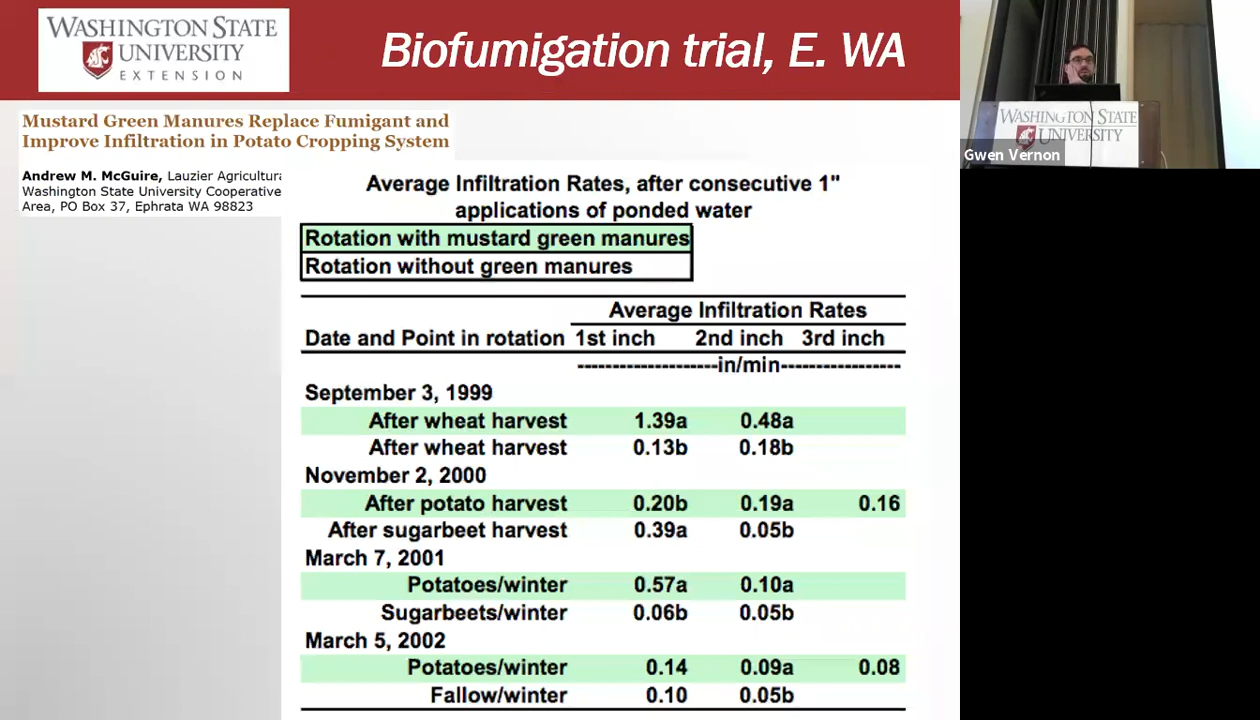 WASHINGTON STATE
UNIVERSITY
EXTENSION
Biofumigation trial, E. WA
Mustard Green Manures Replace Fumigant and
Improve Infiltration in Potato Cropping System
Andrew M. McGuire, Lauzier Agricultura
Washington State University Cooperative
Area, PO Box 37, Ephrata WA 98823
Average Infiltration Rates, after consecutive 1"
applications of ponded water
Rotation with mustard green manures
Rotation without green manures
Average Infiltration Rates
Date and Point in rotation 1st inch 2nd inch 3rd inch
---------------------in/min------------------
September 3, 1999
After wheat harvest 1.39a 0.48a
After wheat harvest 0.13b 0.18b
November 2, 2000
After potato harvest 0.20b 0.19a 0.16
After sugarbeet harvest 0.39a 0.05b
March 7, 2001
Potatoes/winter 0.57a 0.10a
Sugarbeets/winter 0.06b 0.05b
March 5, 2002
Potatoes/winter 0.14 0.09a 0.08
Fallow/winter 0.10 0.05b
WASHINGTON STATE
UNIVERSITY
Gwen Vernon